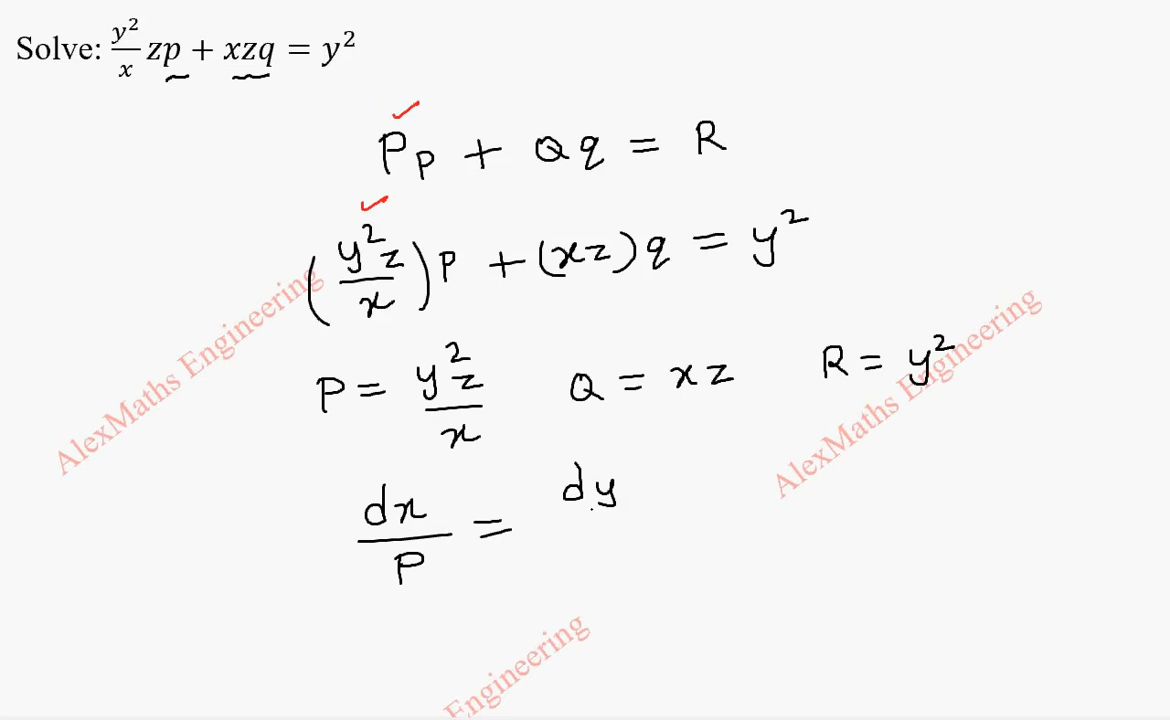 Solve: y²/x zp + xzq = y²
Pp + Qq = R
(y²z/x)p + (xz)q = y²
P = y²z/x   Q = xz   R = y²
dx/P = dy
AlexMaths Engineering
AlexMaths Engineering
Engineering